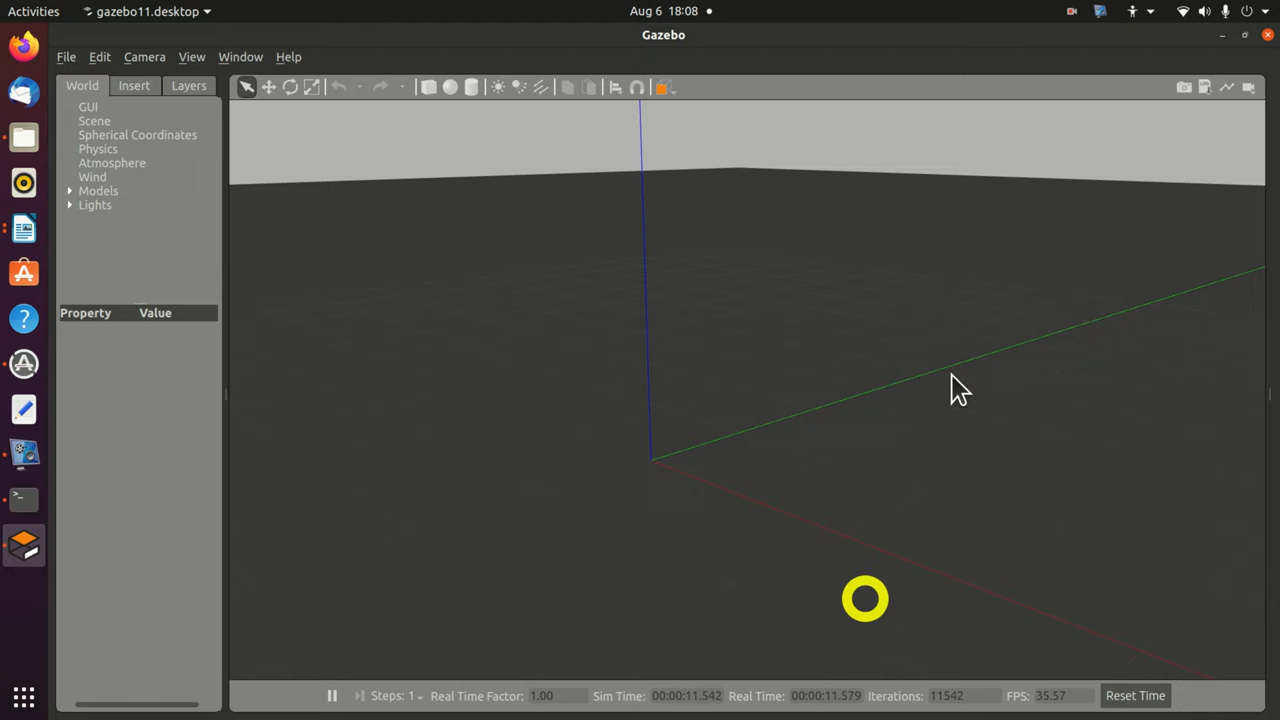 Activities gazebo11.desktop Aug 6 18:08
Gazebo
File Edit Camera View Window Help
World Insert Layers
GUI
Scene
Spherical Coordinates
Physics
Atmosphere
Wind
Models
Lights
Property Value
Steps: 1 Real Time Factor: 1.00 Sim Time: 00:00:11.542 Real Time: 00:00:11.579 Iterations: 11542 FPS: 35.57 Reset Time